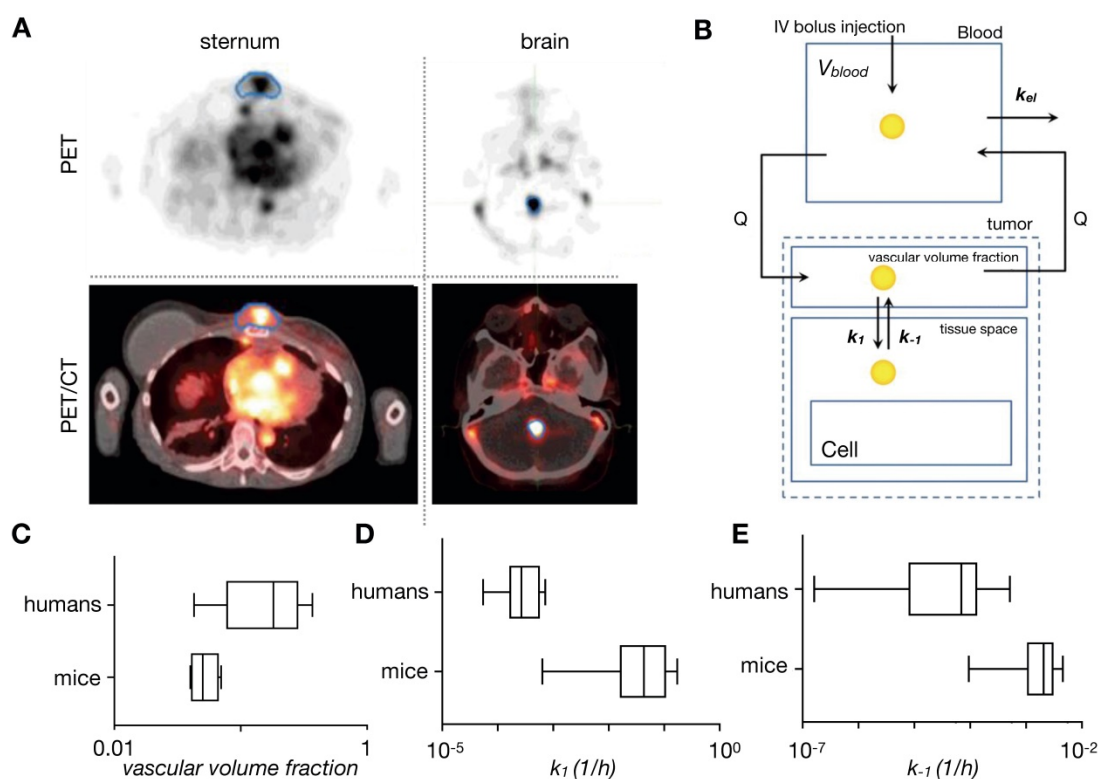 A
sternum
brain
PET
PET/CT
B
IV bolus injection
Blood
Vblood
kel
Q
Q
tumor
vascular volume fraction
k1
k-1
tissue space
Cell
C
humans
mice
0.01
1
vascular volume fraction
D
humans
mice
10^-5
10^0
k1 (1/h)
E
humans
mice
10^-7
10^-2
k-1 (1/h)